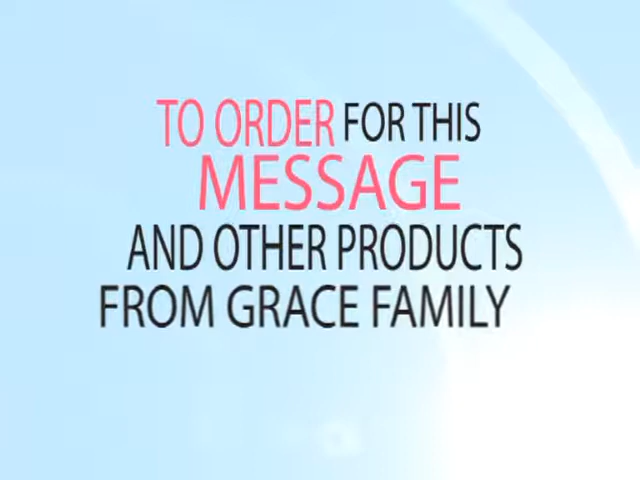 TO ORDER FOR THIS
MESSAGE
AND OTHER PRODUCTS
FROM GRACE FAMILY